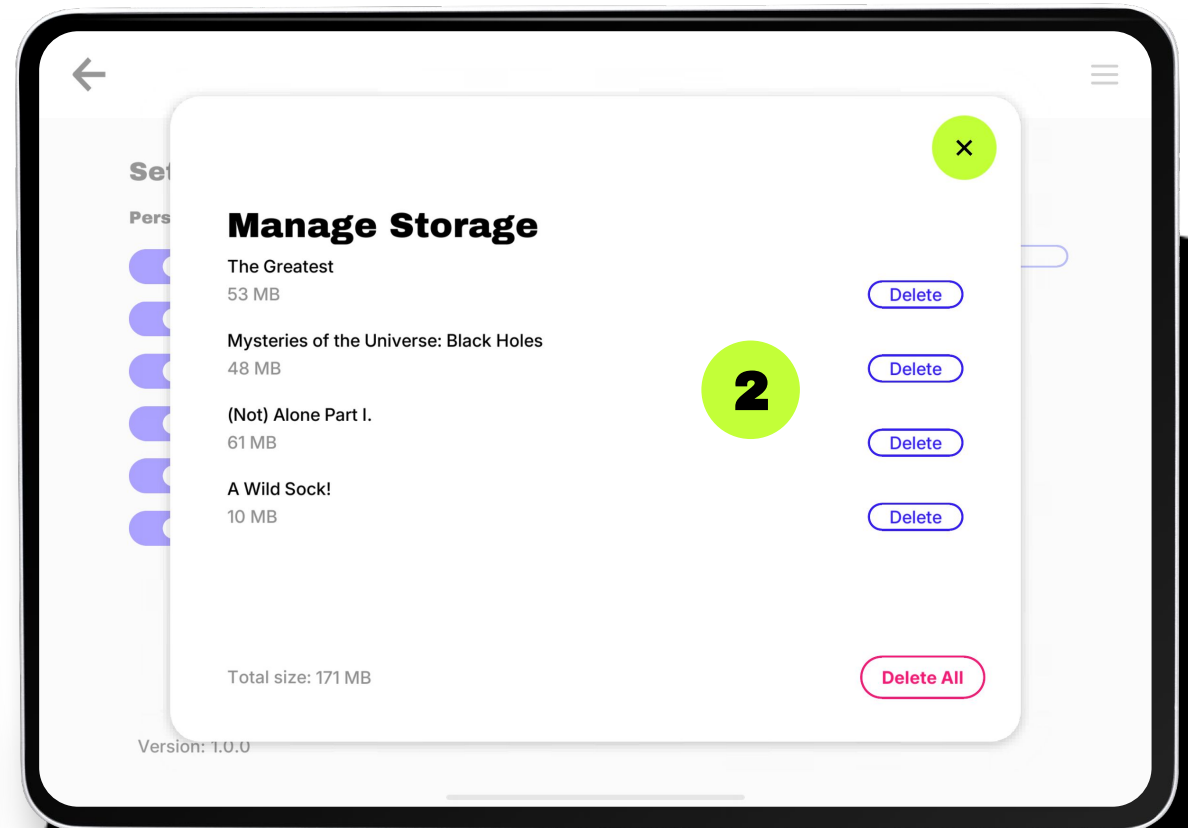 Set
Pers
Manage Storage
The Greatest
53 MB
Delete
Mysteries of the Universe: Black Holes
48 MB
Delete
2
(Not) Alone Part I.
61 MB
Delete
A Wild Sock!
10 MB
Delete
Total size: 171 MB
Delete All
Version: 1.0.0